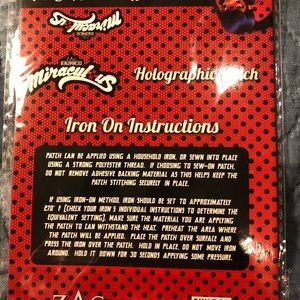 Miraculous
Miraculous
Holographic Patch
Iron On Instructions
PATCH CAN BE APPLIED USING A HOUSEHOLD IRON, OR SEWN INTO PLACE
USING A STRONG POLYESTER THREAD. IF CHOOSING TO SEW-ON PATCH,
DO NOT REMOVE ADHESIVE BACKING MATERIAL AS THIS HELPS KEEP THE
PATCH STITCHING SECURELY IN PLACE.
IF USING IRON-ON METHOD, IRON SHOULD BE SET TO APPROXIMATELY
270° F (CHECK YOUR IRON'S INDIVIDUAL INSTRUCTIONS TO DETERMINE THE
EQUIVALENT SETTING). MAKE SURE THE MATERIAL YOU ARE APPLYING
THE PATCH TO CAN WITHSTAND THE HEAT. PREHEAT THE AREA WHERE
THE PATCH WILL BE APPLIED. PLACE THE PATCH OVER SURFACE AND
PRESS THE IRON OVER THE PATCH. HOLD IN PLACE, DO NOT MOVE IRON
AROUND. HOLD IT DOWN FOR 30 SECONDS APPLYING SOME PRESSURE.
ZAG